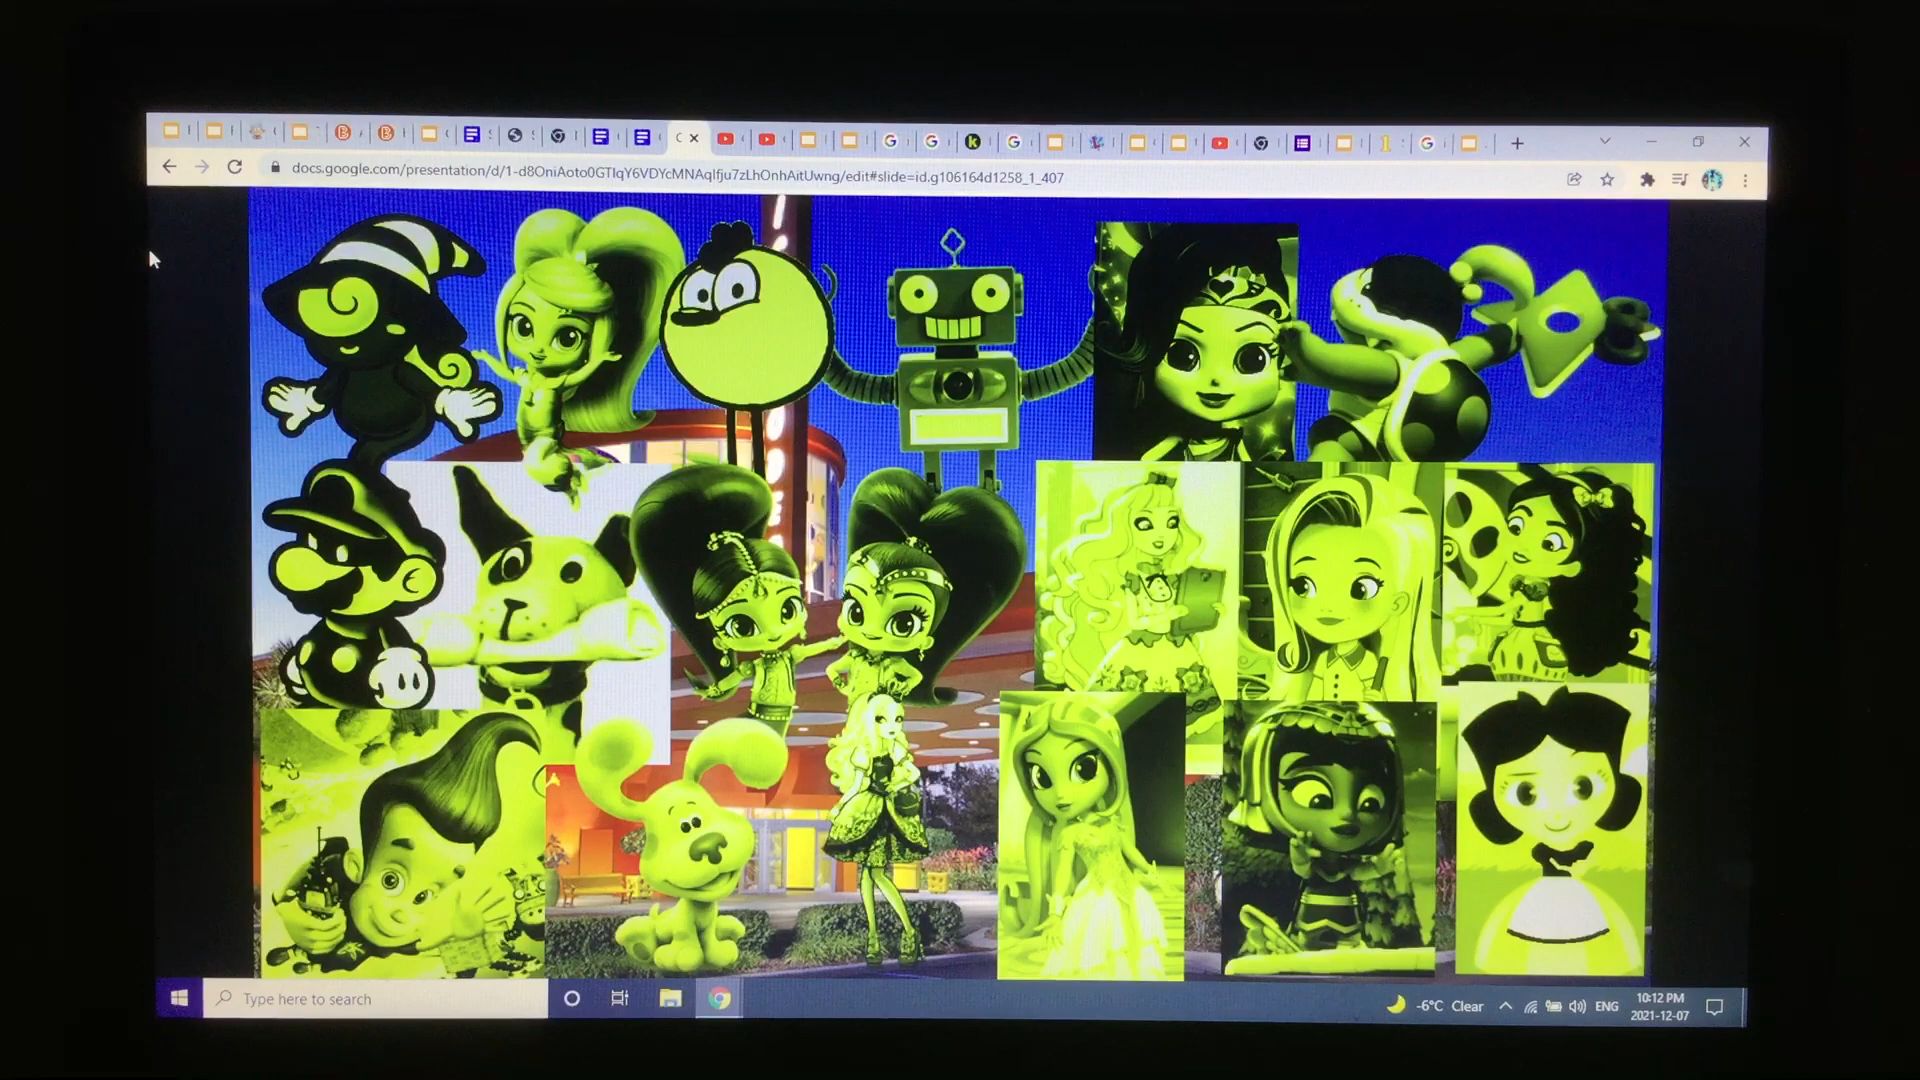 docs.google.com/presentation/d/1-d8OniAoto0GTIqY6VDYcMNAqIfju7zLhOnhAitUwng/edit#slide=id.g106164d1258_1_407
Type here to search
-6°C Clear
ENG
10:12 PM
2021-12-07